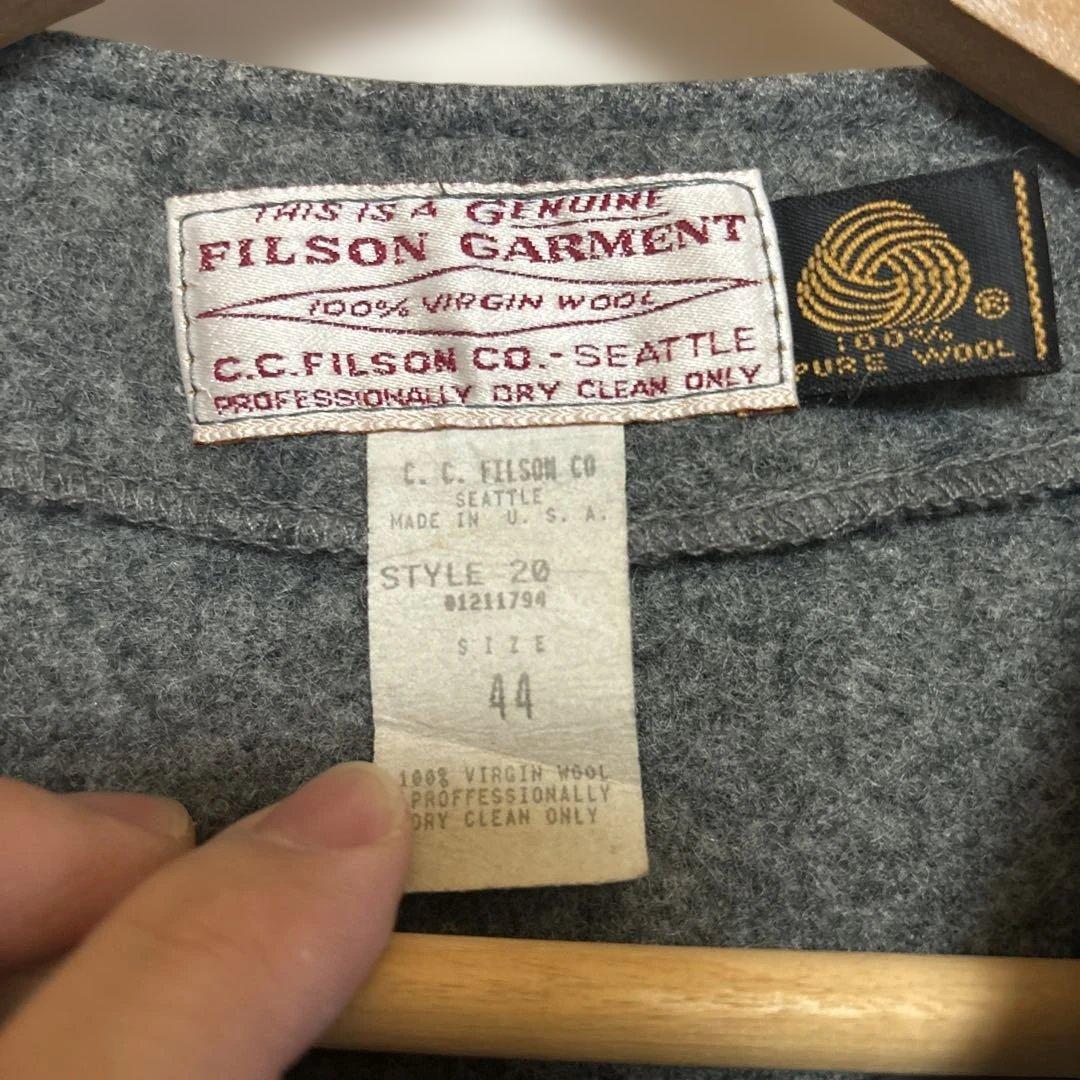 THIS IS A GENUINE
FILSON GARMENT
100% VIRGIN WOOL
C.C. FILSON CO. - SEATTLE
PROFESSIONALLY DRY CLEAN ONLY
®
100%
PURE WOOL
C. C. FILSON CO
SEATTLE
MADE IN U. S. A.
STYLE 20
01211794
SIZE
44
100% VIRGIN WOOL
PROFFESSIONALLY
DRY CLEAN ONLY